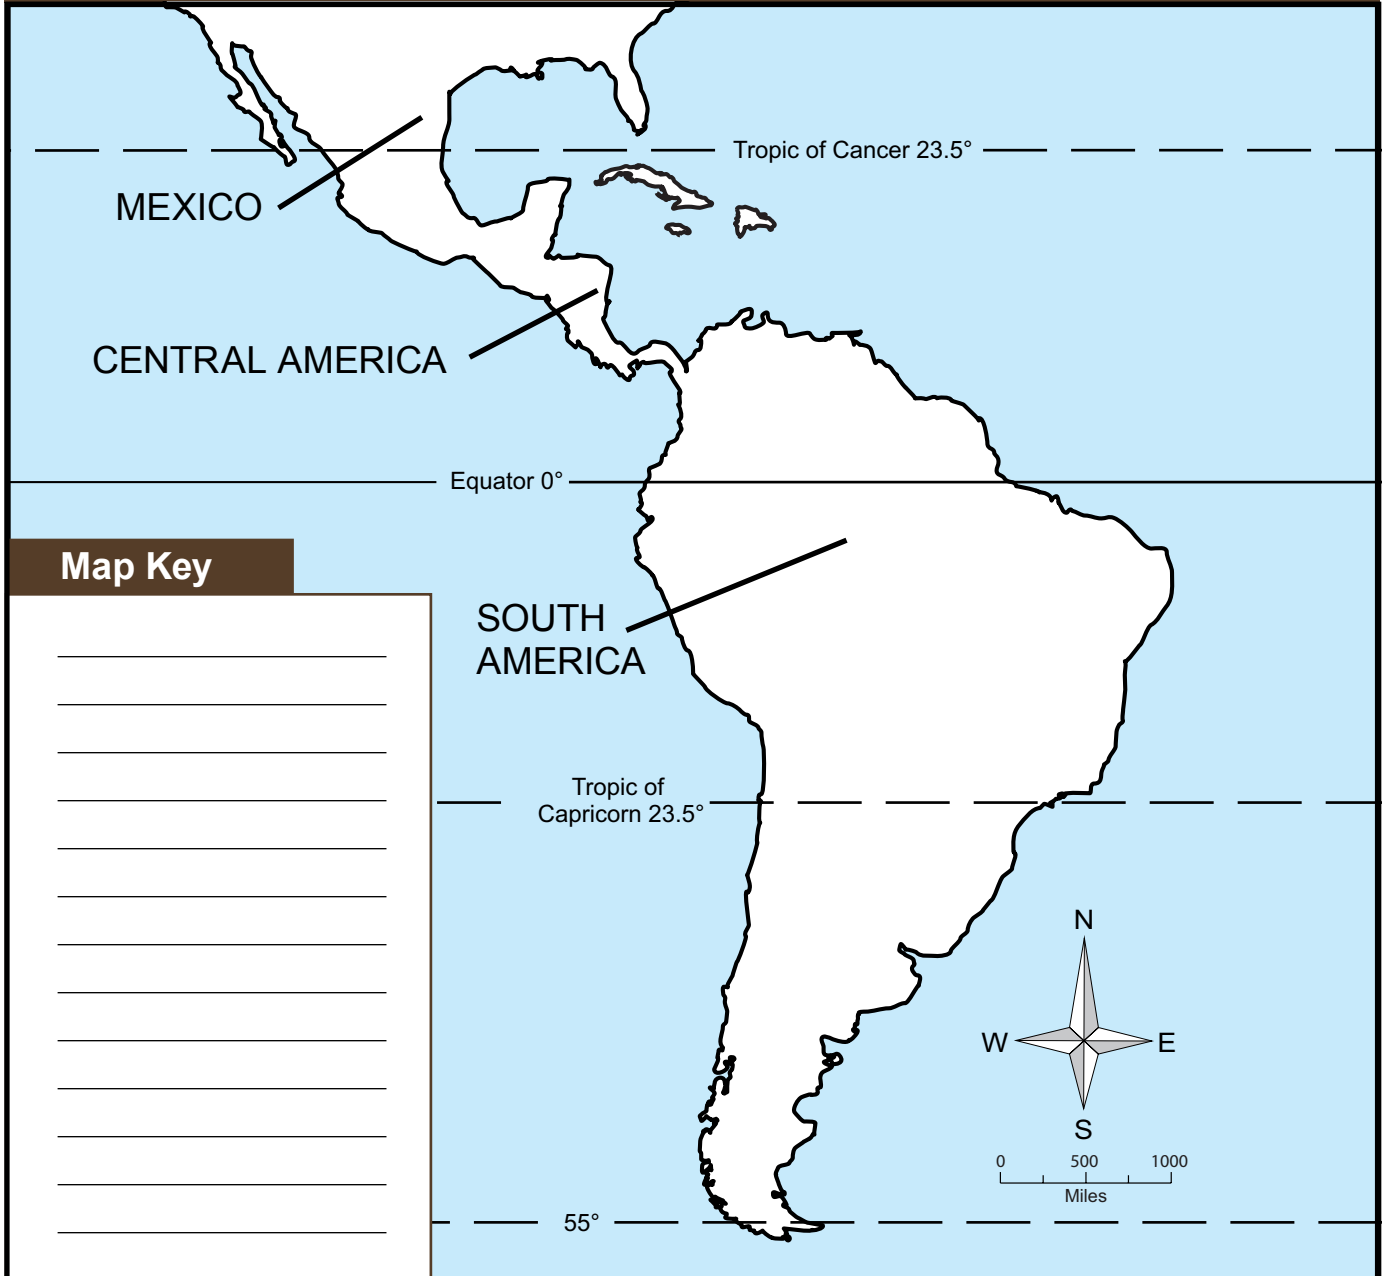 Tropic of Cancer 23.5°
MEXICO
CENTRAL AMERICA
Equator 0°
Map Key
SOUTH
AMERICA
Tropic of
Capricorn 23.5°
N
W
E
S
0 500 1000
Miles
55°